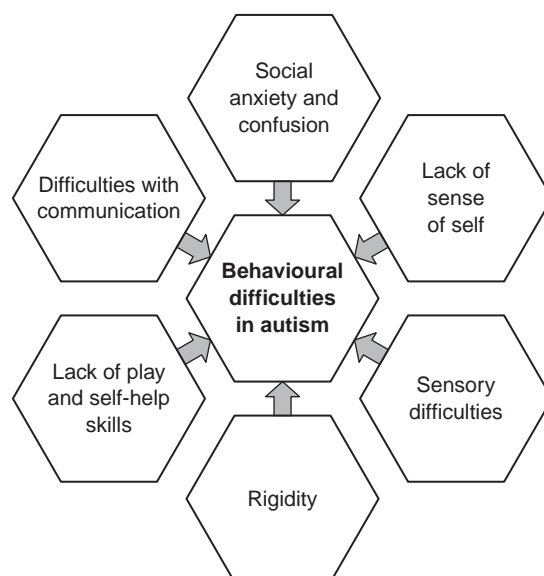 Social
anxiety and
confusion
Difficulties with
communication
Lack of
sense
of self
Behavioural
difficulties
in autism
Lack of play
and self-help
skills
Sensory
difficulties
Rigidity